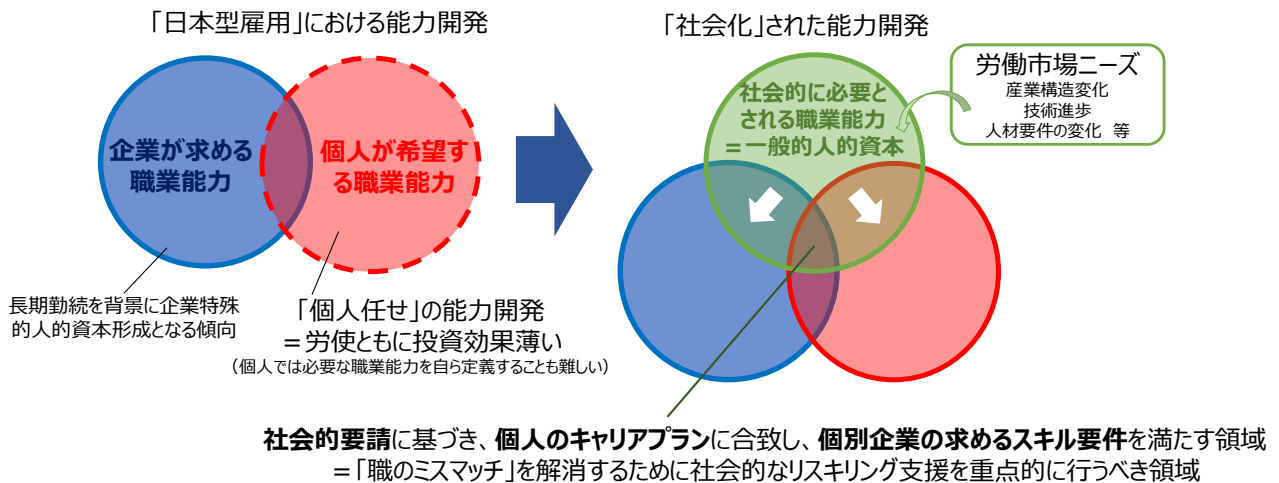 「日本型雇用」における能力開発
企業が求める
職業能力
個人が希望す
る職業能力
長期勤続を背景に企業特殊
的人的資本形成となる傾向
「個人任せ」の能力開発
＝労使ともに投資効果薄い
（個人では必要な職業能力を自ら定義することも難しい）
「社会化」された能力開発
社会的に必要と
される職業能力
＝一般的人的資本
労働市場ニーズ
産業構造変化
技術進歩
人材要件の変化 等
社会的要請に基づき、個人のキャリアプランに合致し、個別企業の求めるスキル要件を満たす領域
＝「職のミスマッチ」を解消するために社会的なリスキリング支援を重点的に行うべき領域